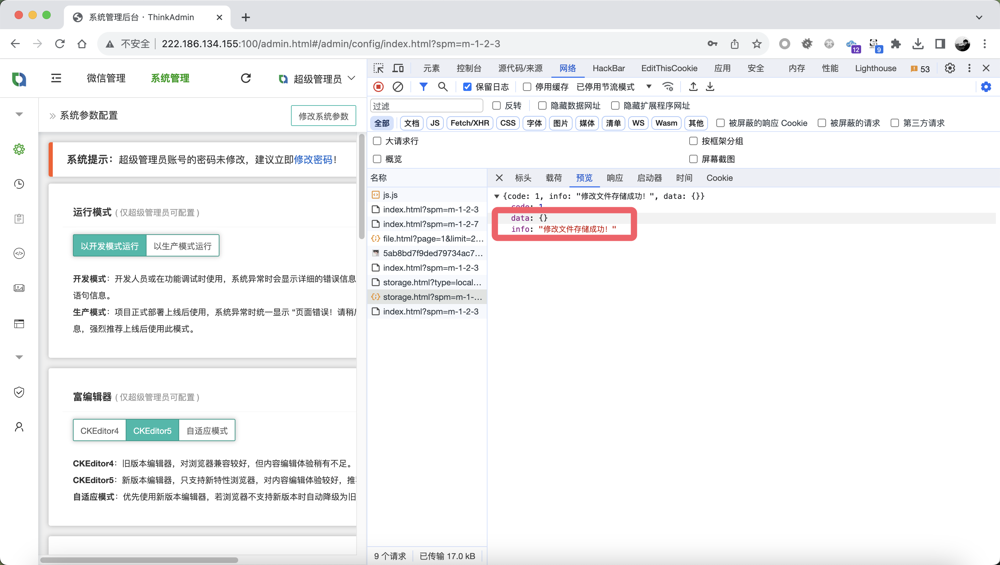 系统管理后台 · ThinkAdmin
不安全 222.186.134.155:100/admin.html#/admin/config/index.html?spm=m-1-2-3
12
9
微信管理 系统管理 超级管理员
系统参数配置 修改系统参数
系统提示：超级管理员账号的密码未修改，建议立即修改密码！
运行模式 ( 仅超级管理员可配置 )
以开发模式运行 以生产模式运行
开发模式：开发人员或在功能调试时使用，系统异常时会显示详细的错误信息
语句信息。
生产模式：项目正式部署上线后使用，系统异常时统一显示 “页面错误！请稍
息，强烈推荐上线后使用此模式。
富编辑器 ( 仅超级管理员可配置 )
CKEditor4 CKEditor5 自适应模式
CKEditor4：旧版本编辑器，对浏览器兼容较好，但内容编辑体验稍有不足。
CKEditor5：新版本编辑器，只支持新特性浏览器，对内容编辑体验较好，推
自适应模式：优先使用新版本编辑器，若浏览器不支持新版本时自动降级为旧
元素 控制台 源代码/来源 网络 HackBar EditThisCookie 应用 安全 内存 性能 Lighthouse 53
保留日志 停用缓存 已停用节流模式
过滤 反转 隐藏数据网址 隐藏扩展程序网址
全部 文档 JS Fetch/XHR CSS 字体 图片 媒体 清单 WS Wasm 其他 被屏蔽的响应 Cookie 被屏蔽的请求 第三方请求
大请求行 按框架分组
概览 屏幕截图
名称
js.js
index.html?spm=m-1-2-3
index.html?spm=m-1-2-7
file.html?page=1&limit=2...
5ab8bd7f9ded79734ac7...
index.html?spm=m-1-2-3
storage.html?type=local...
storage.html?spm=m-1-...
index.html?spm=m-1-2-3
标头 载荷 预览 响应 启动器 时间 Cookie
{code: 1, info: "修改文件存储成功！", data: {}}
code: 1
data: {}
info: "修改文件存储成功！"
9 个请求 已传输 17.0 kB